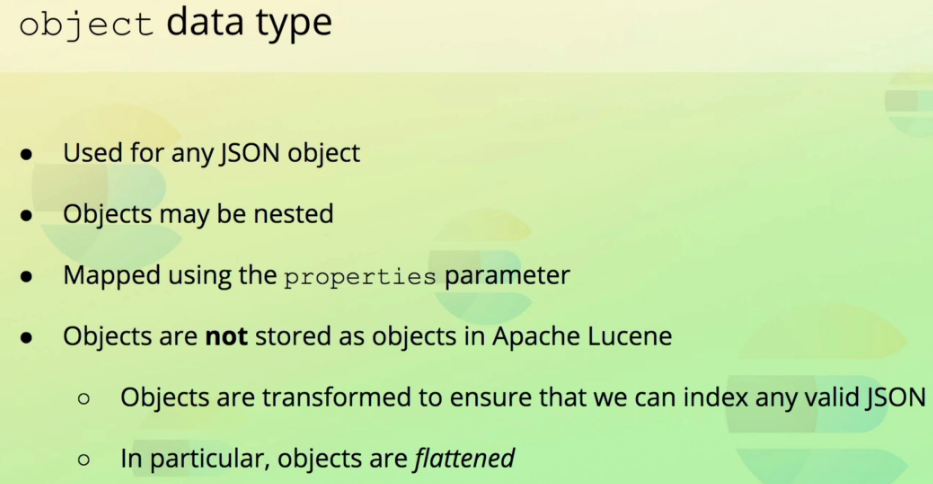 object data type
● Used for any JSON object
● Objects may be nested
● Mapped using the properties parameter
● Objects are not stored as objects in Apache Lucene
○ Objects are transformed to ensure that we can index any valid JSON
○ In particular, objects are flattened